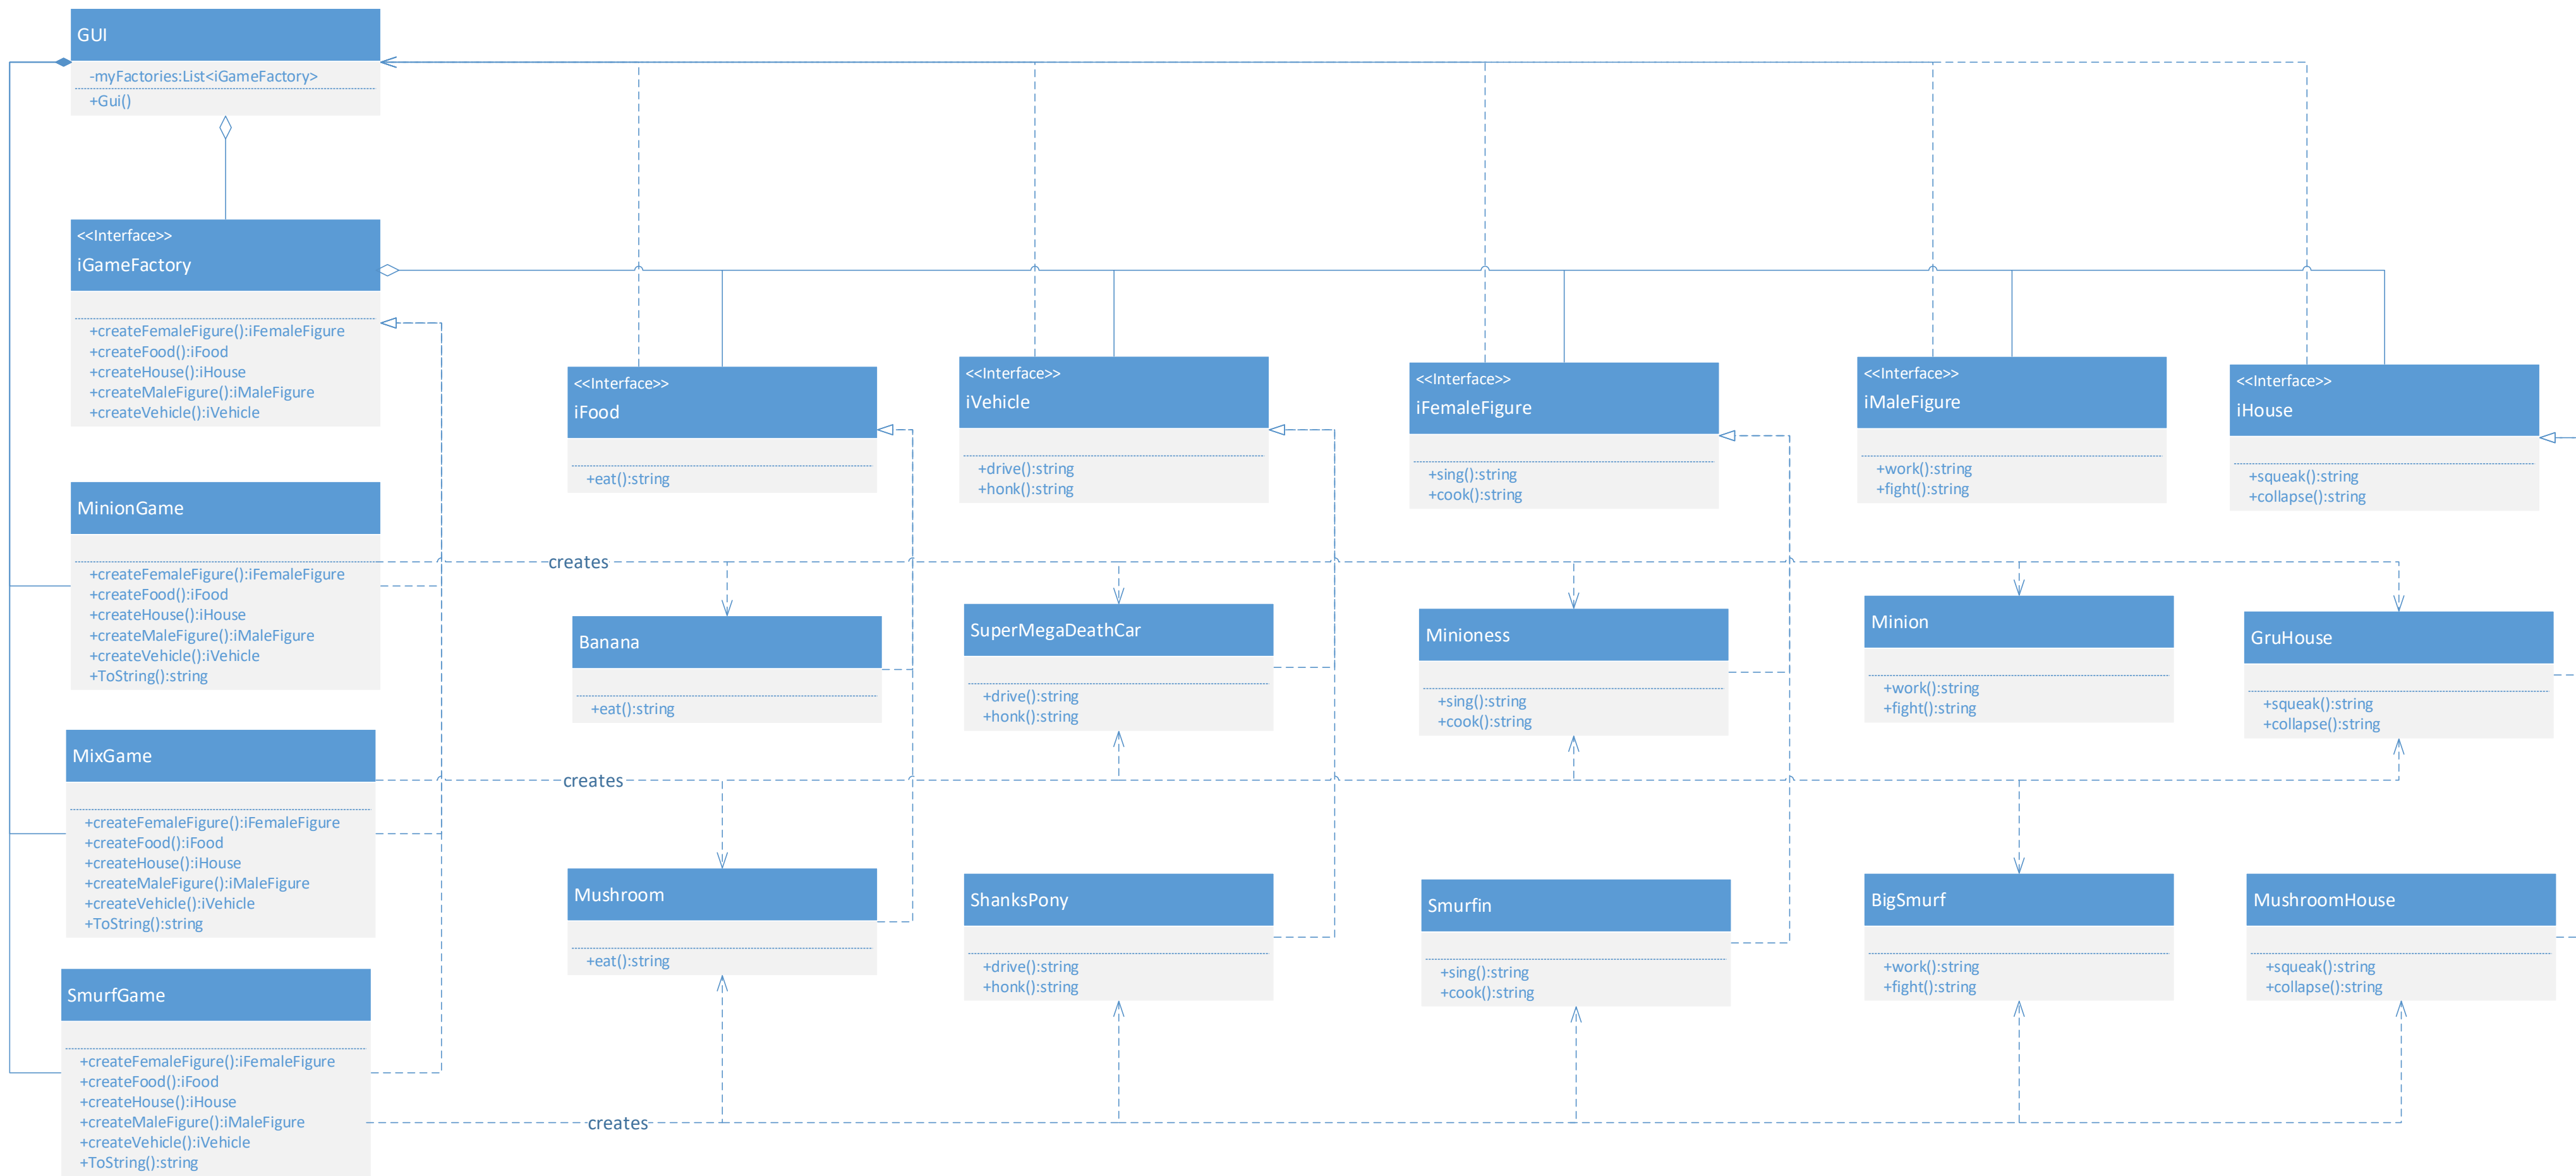 GUI
-myFactories:List<iGameFactory>
+Gui()
<<Interface>>
iGameFactory
+createFemaleFigure():iFemaleFigure
+createFood():iFood
+createHouse():iHouse
+createMaleFigure():iMaleFigure
+createVehicle():iVehicle
<<Interface>>
iFood
+eat():string
<<Interface>>
iVehicle
+drive():string
+honk():string
<<Interface>>
iFemaleFigure
+sing():string
+cook():string
<<Interface>>
iMaleFigure
+work():string
+fight():string
<<Interface>>
iHouse
+squeak():string
+collapse():string
MinionGame
+createFemaleFigure():iFemaleFigure
+createFood():iFood
+createHouse():iHouse
+createMaleFigure():iMaleFigure
+createVehicle():iVehicle
+ToString():string
creates
Banana
+eat():string
SuperMegaDeathCar
+drive():string
+honk():string
Minioness
+sing():string
+cook():string
Minion
+work():string
+fight():string
GruHouse
+squeak():string
+collapse():string
MixGame
+createFemaleFigure():iFemaleFigure
+createFood():iFood
+createHouse():iHouse
+createMaleFigure():iMaleFigure
+createVehicle():iVehicle
+ToString():string
creates
Mushroom
+eat():string
ShanksPony
+drive():string
+honk():string
Smurfin
+sing():string
+cook():string
BigSmurf
+work():string
+fight():string
MushroomHouse
+squeak():string
+collapse():string
SmurfGame
+createFemaleFigure():iFemaleFigure
+createFood():iFood
+createHouse():iHouse
+createMaleFigure():iMaleFigure
+createVehicle():iVehicle
+ToString():string
creates